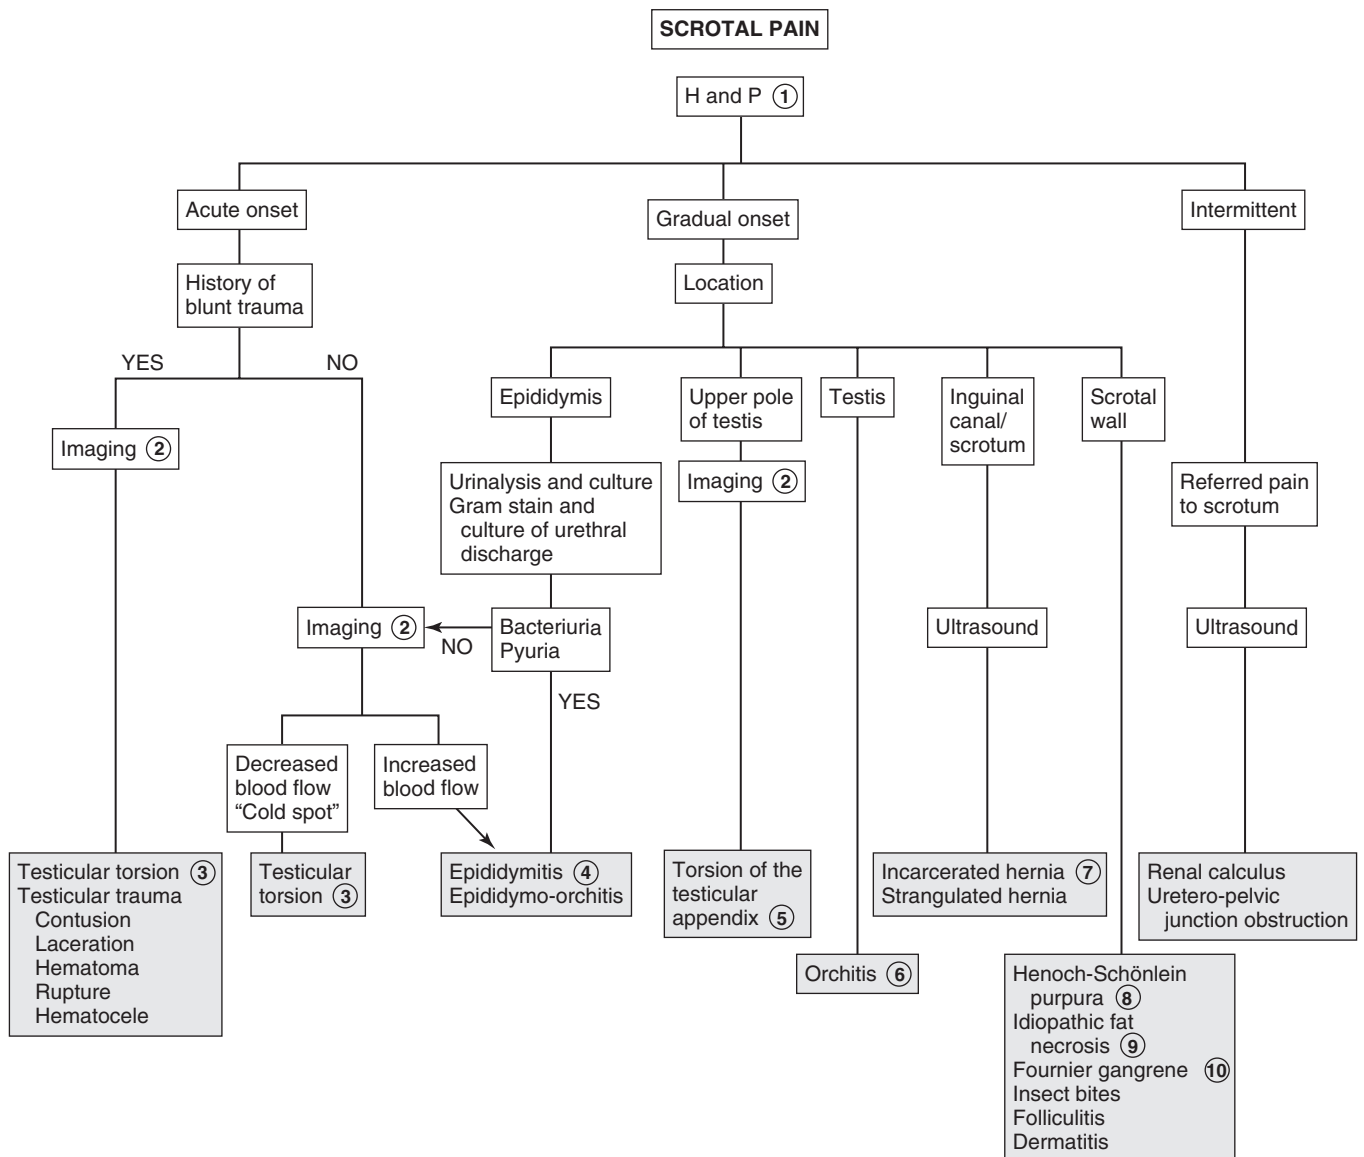 SCROTAL PAIN
H and P 1
Acute onset
Gradual onset
Intermittent
History of
blunt trauma
Location
YES
NO
Epididymis
Upper pole
of testis
Testis
Inguinal
canal/
scrotum
Scrotal
wall
Imaging 2
Urinalysis and culture
Gram stain and
culture of urethral
discharge
Imaging 2
Referred pain
to scrotum
Imaging 2
NO
Bacteriuria
Pyuria
YES
Ultrasound
Ultrasound
Decreased
blood flow
“Cold spot”
Increased
blood flow
Testicular torsion 3
Testicular trauma
Contusion
Laceration
Hematoma
Rupture
Hematocele
Testicular
torsion 3
Epididymitis 4
Epididymo-orchitis
Torsion of the
testicular
appendix 5
Orchitis 6
Incarcerated hernia 7
Strangulated hernia
Henoch-Schönlein
purpura 8
Idiopathic fat
necrosis 9
Fournier gangrene 10
Insect bites
Folliculitis
Dermatitis
Renal calculus
Uretero-pelvic
junction obstruction